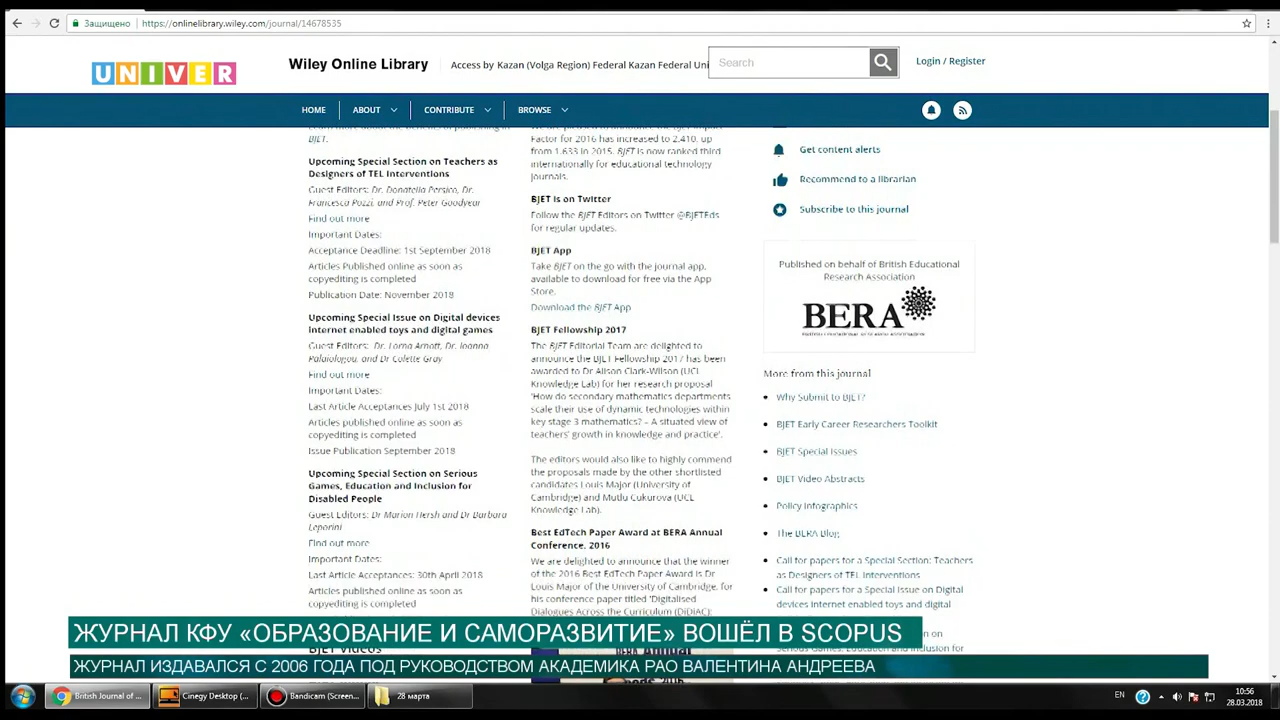 Защищено https://onlinelibrary.wiley.com/journal/14678535
UNIVER
Wiley Online Library
Access by Kazan (Volga Region) Federal Kazan Federal Uni
Search
Login / Register
HOME ABOUT CONTRIBUTE BROWSE
BJET.
Upcoming Special Section on Teachers as
Designers of TEL Interventions
Guest Editors: Dr. Donatella Persico, Dr.
Francesca Pozzi, and Prof. Peter Goodyear
Find out more
Important Dates:
Acceptance Deadline: 1st September 2018
Articles Published online as soon as
copyediting is completed
Publication Date: November 2018
Upcoming Special Issue on Digital devices
internet enabled toys and digital games
Guest Editors: Dr. Lorna Arnott, Dr. Ioanna
Palaiologou, and Dr Colette Gray
Find out more
Important Dates:
Last Article Acceptances July 1st 2018
Articles published online as soon as
copyediting is completed
Issue Publication September 2018
Upcoming Special Section on Serious
Games, Education and Inclusion for
Disabled People
Guest Editors: Dr Marion Hersh and Dr Barbara
Leporini
Find out more
Important Dates:
Last Article Acceptances: 30th April 2018
Articles published online as soon as
copyediting is completed
BJET Videos
Factor for 2016 has increased to 2.410, up
from 1.633 in 2015. BJET is now ranked third
internationally for educational technology
journals.
BJET is on Twitter
Follow the BJET Editors on Twitter @BJETEds
for regular updates.
BJET App
Take BJET on the go with the journal app,
available to download for free via the App
Store.
Download the BJET App
BJET Fellowship 2017
The BJET Editorial Team are delighted to
announce the BJET Fellowship 2017 has been
awarded to Dr Alison Clark-Wilson (UCL
Knowledge Lab) for her research proposal
'How do secondary mathematics departments
scale their use of dynamic technologies within
key stage 3 mathematics? – A situated view of
teachers' growth in knowledge and practice'.
The editors would also like to highly commend
the proposals made by the other shortlisted
candidates Louis Major (University of
Cambridge) and Mutlu Cukurova (UCL
Knowledge Lab).
Best EdTech Paper Award at BERA Annual
Conference, 2016
We are delighted to announce that the winner
of the 2016 Best EdTech Paper Award is Dr
Louis Major of the University of Cambridge, for
his conference paper titled 'Digitalised
Dialogues Across the Curriculum (DiDiAC):
BERA Annual
Get content alerts
Recommend to a librarian
Subscribe to this journal
Published on behalf of British Educational
Research Association
BERA
BRITISH EDUCATIONAL RESEARCH ASSOCIATION
More from this journal
Why Submit to BJET?
BJET Early Career Researchers Toolkit
BJET Special Issues
BJET Video Abstracts
Policy Infographics
The BERA Blog
Call for papers for a Special Section: Teachers
as Designers of TEL Interventions
Call for papers for a Special Issue on Digital
devices internet enabled toys and digital
on on
Serious Games, Education and Inclusion for
ЖУРНАЛ КФУ «ОБРАЗОВАНИЕ И САМОРАЗВИТИЕ» ВОШЁЛ В SCOPUS
ЖУРНАЛ ИЗДАВАЛСЯ С 2006 ГОДА ПОД РУКОВОДСТВОМ АКАДЕМИКА РАО ВАЛЕНТИНА АНДРЕЕВА
British Journal of ... Cinegy Desktop (... Bandicam (Screen... 28 марта
EN 10:56
28.03.2018